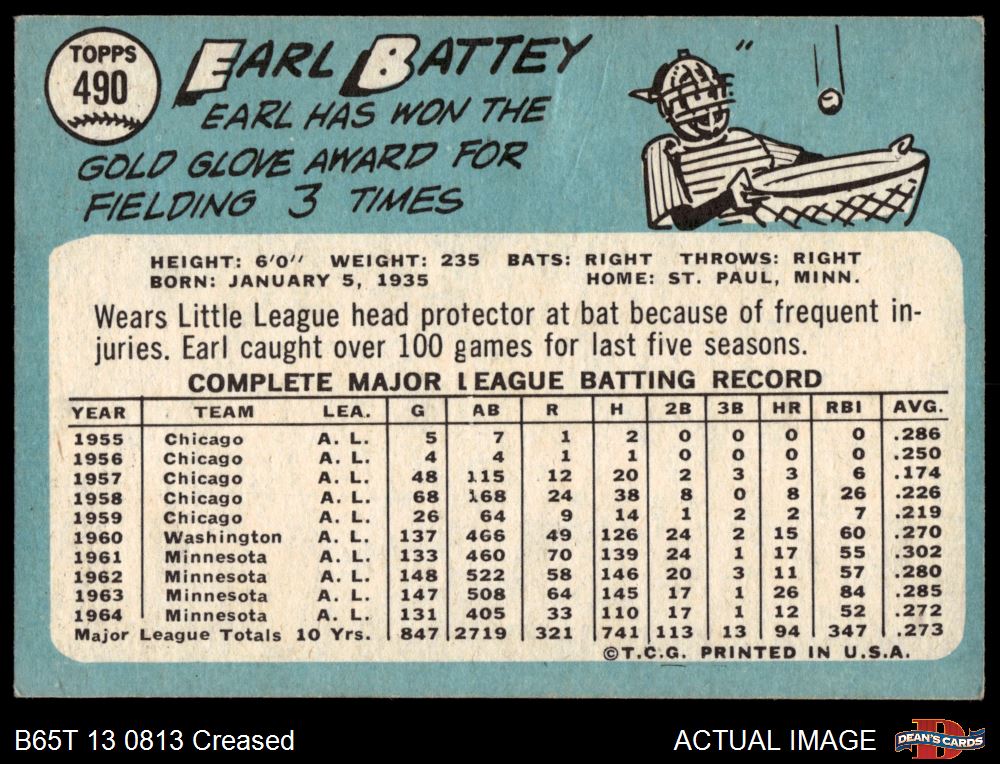 TOPPS
490
EARL BATTEY
EARL HAS WON THE
GOLD GLOVE AWARD FOR
FIELDING 3 TIMES
HEIGHT: 6'0" WEIGHT: 235 BATS: RIGHT THROWS: RIGHT
BORN: JANUARY 5, 1935 HOME: ST. PAUL, MINN.
Wears Little League head protector at bat because of frequent in-
juries. Earl caught over 100 games for last five seasons.
COMPLETE MAJOR LEAGUE BATTING RECORD
YEAR TEAM LEA. G AB R H 2B 3B HR RBI AVG.
1955 Chicago A. L. 5 7 1 2 0 0 0 0 .286
1956 Chicago A. L. 4 4 1 1 0 0 0 0 .250
1957 Chicago A. L. 48 115 12 20 2 3 3 6 .174
1958 Chicago A. L. 68 168 24 38 8 0 8 26 .226
1959 Chicago A. L. 26 64 9 14 1 2 2 7 .219
1960 Washington A. L. 137 466 49 126 24 2 15 60 .270
1961 Minnesota A. L. 133 460 70 139 24 1 17 55 .302
1962 Minnesota A. L. 148 522 58 146 20 3 11 57 .280
1963 Minnesota A. L. 147 508 64 145 17 1 26 84 .285
1964 Minnesota A. L. 131 405 33 110 17 1 12 52 .272
Major League Totals 10 Yrs. 847 2719 321 741 113 13 94 347 .273
©T.C.G. PRINTED IN U.S.A.
B65T 13 0813 Creased
ACTUAL IMAGE
DEAN'S CARDS